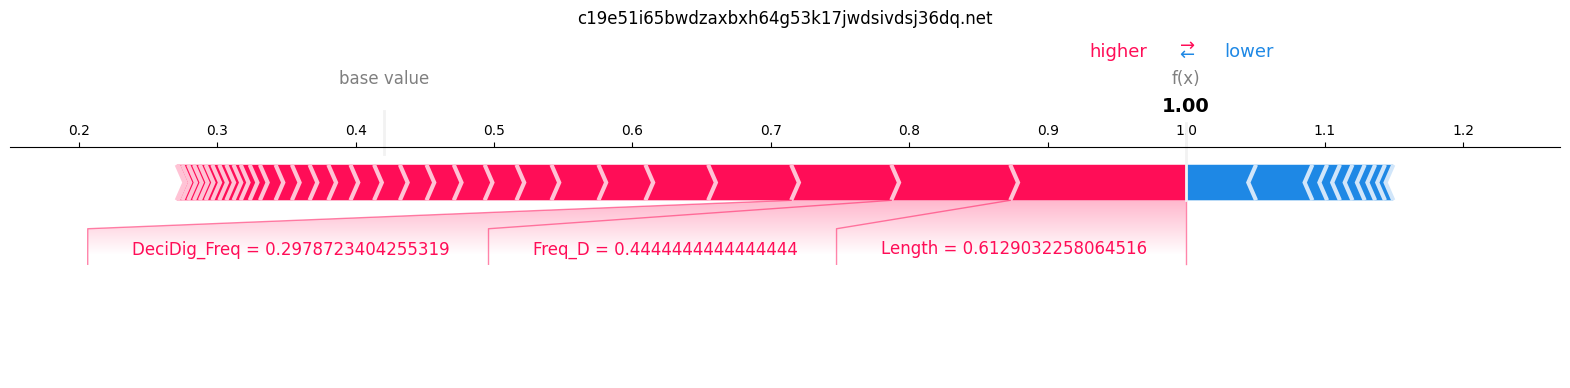 c19e51i65bwdzaxbxh64g53k17jwdsivdsj36dq.net
higher ⇄ lower
base value f(x)
1.00
0.2 0.3 0.4 0.5 0.6 0.7 0.8 0.9 1.0 1.1 1.2
DeciDig_Freq = 0.2978723404255319 Freq_D = 0.4444444444444444 Length = 0.6129032258064516